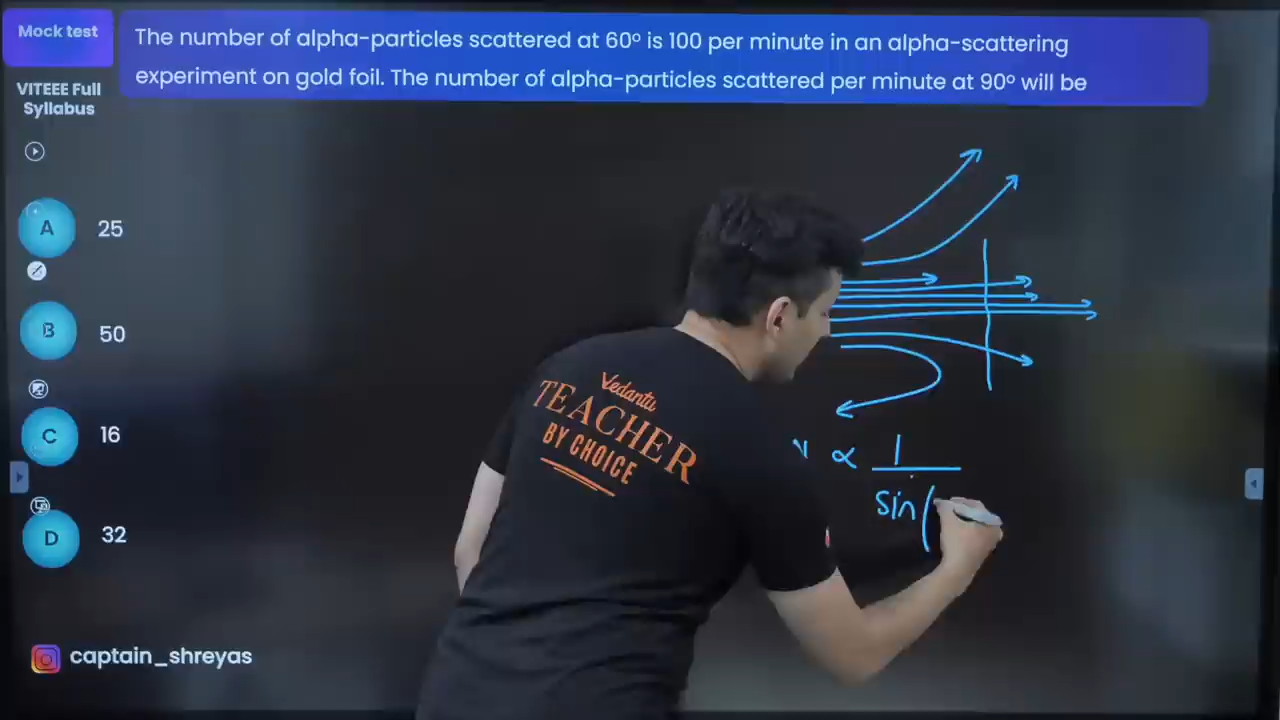 Mock test
The number of alpha-particles scattered at 60º is 100 per minute in an alpha-scattering
experiment on gold foil. The number of alpha-particles scattered per minute at 90º will be
VITEEE Full
Syllabus
A 25
B 50
C 16
D 32
Vedantu
TEACHER
BY CHOICE
∝ 1
sin(
captain_shreyas